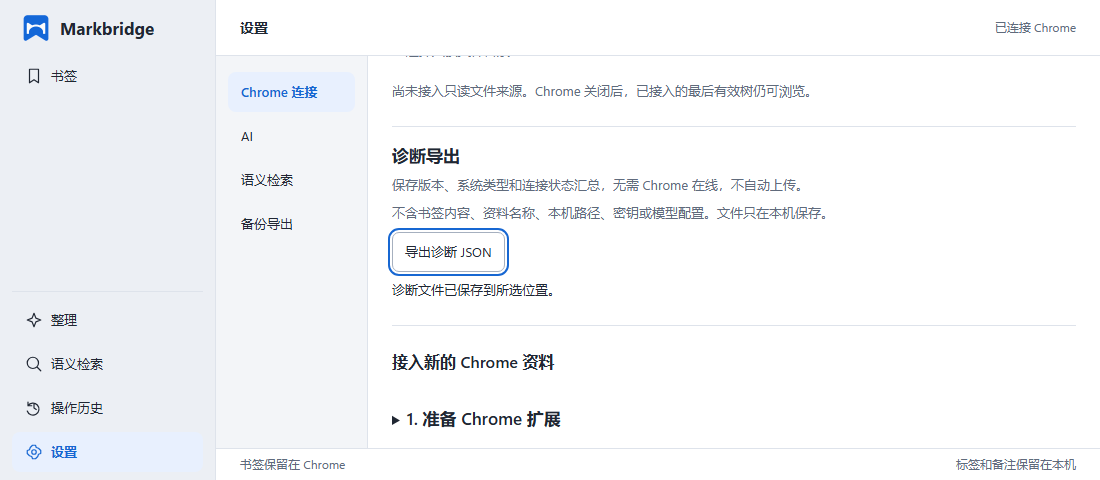 Markbridge
设置
已连接 Chrome
书签
整理
语义检索
操作历史
设置
Chrome 连接
AI
语义检索
备份导出
尚未接入只读文件来源。Chrome 关闭后，已接入的最后有效树仍可浏览。
诊断导出
保存版本、系统类型和连接状态汇总，无需 Chrome 在线，不自动上传。
不含书签内容、资料名称、本机路径、密钥或模型配置。文件只在本机保存。
导出诊断 JSON
诊断文件已保存到所选位置。
接入新的 Chrome 资料
1. 准备 Chrome 扩展
书签保留在 Chrome
标签和备注保留在本机